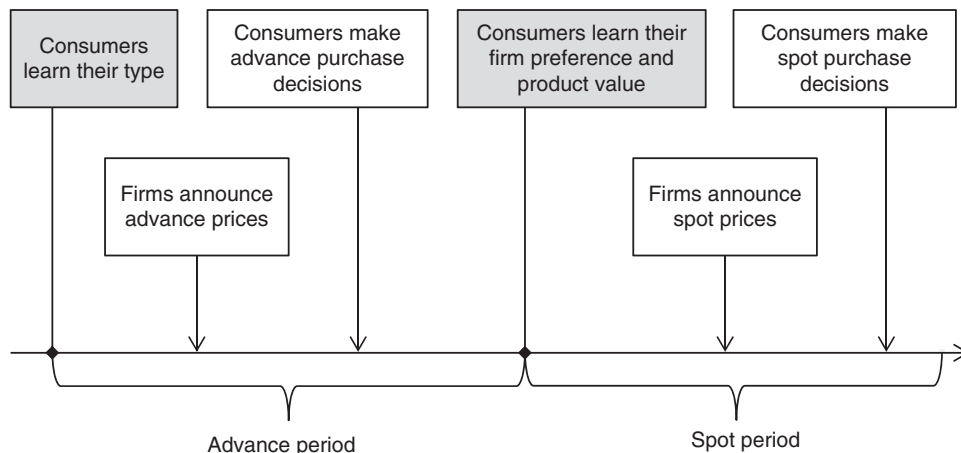 Consumers
learn their type
Consumers make
advance purchase
decisions
Consumers learn their
firm preference and
product value
Consumers make
spot purchase
decisions
Firms announce
advance prices
Firms announce
spot prices
Advance period
Spot period